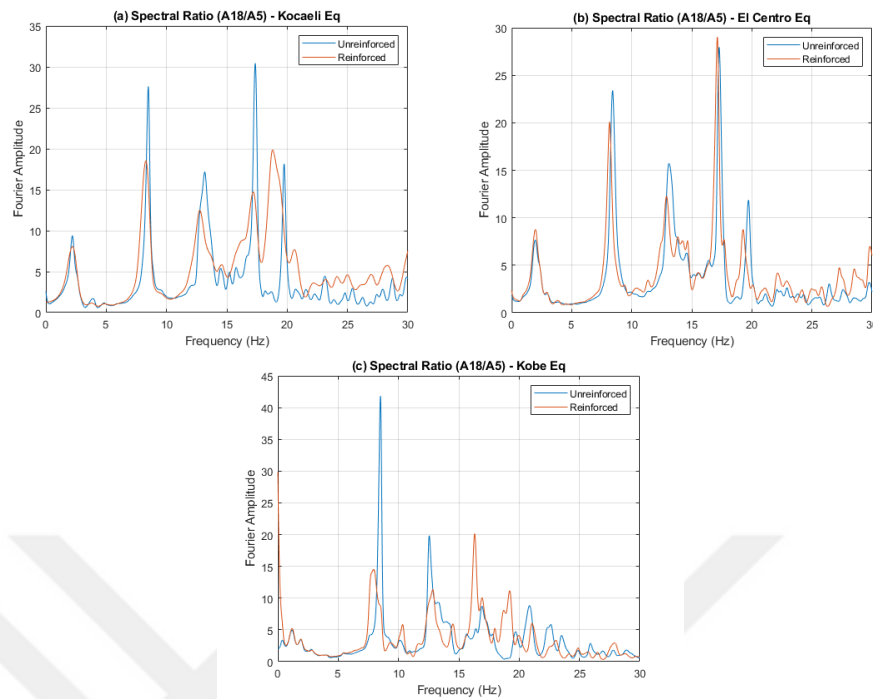 (a) Spectral Ratio (A18/A5) - Kocaeli Eq
35
30
25
20
15
10
5
0
Fourier Amplitude
Unreinforced
Reinforced
0 5 10 15 20 25 30
Frequency (Hz)
(b) Spectral Ratio (A18/A5) - El Centro Eq
30
25
20
15
10
5
0
Fourier Amplitude
Unreinforced
Reinforced
0 5 10 15 20 25 30
Frequency (Hz)
(c) Spectral Ratio (A18/A5) - Kobe Eq
45
40
35
30
25
20
15
10
5
0
Fourier Amplitude
Unreinforced
Reinforced
0 5 10 15 20 25 30
Frequency (Hz)